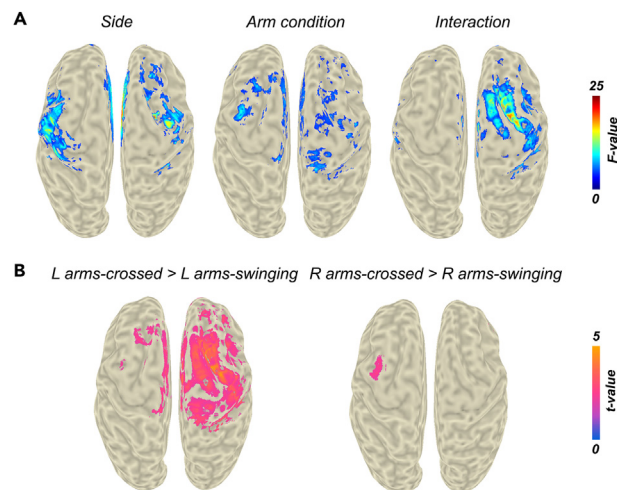 A
Side
Arm condition
Interaction
25
0
F-value
B
L arms-crossed > L arms-swinging
R arms-crossed > R arms-swinging
5
0
t-value